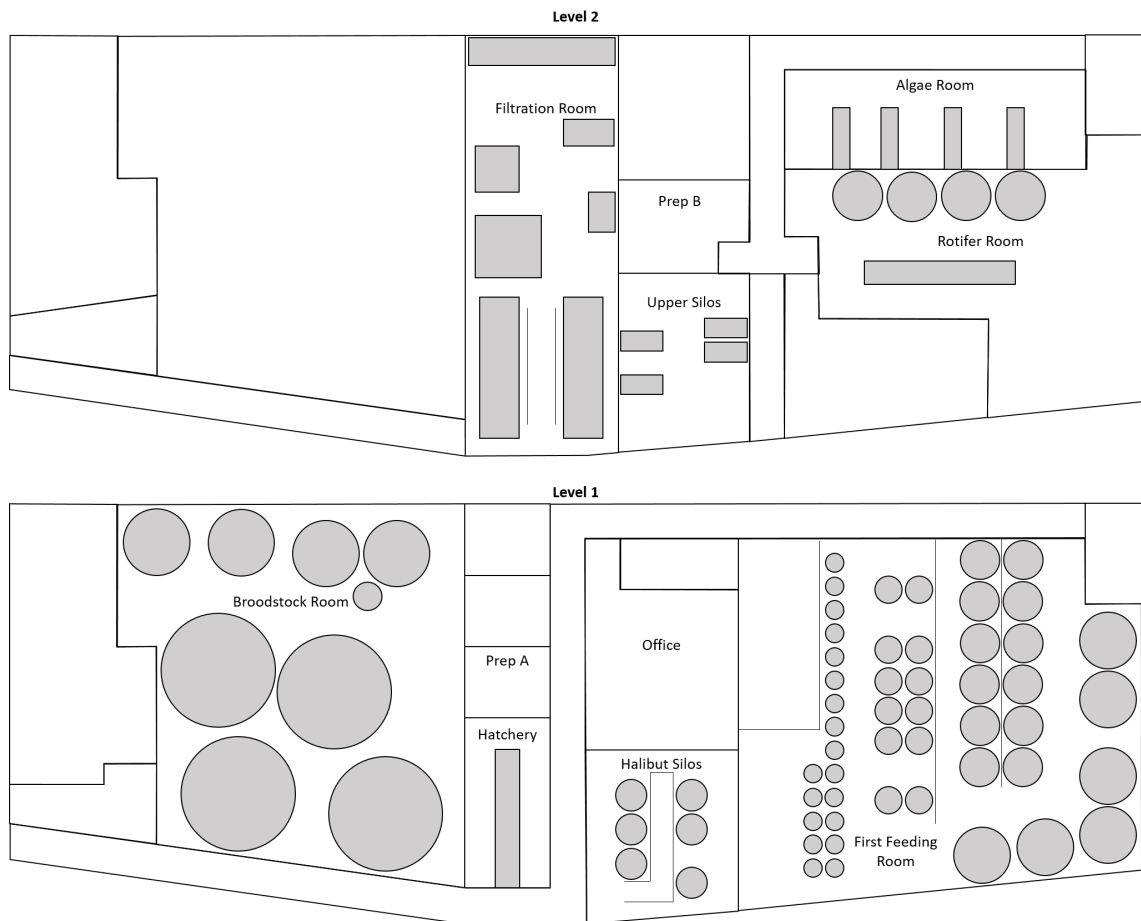 Level 2
Algae Room
Filtration Room
Prep B
Rotifer Room
Upper Silos
Level 1
Broodstock Room
Office
Prep A
Hatchery
Halibut Silos
First Feeding
Room